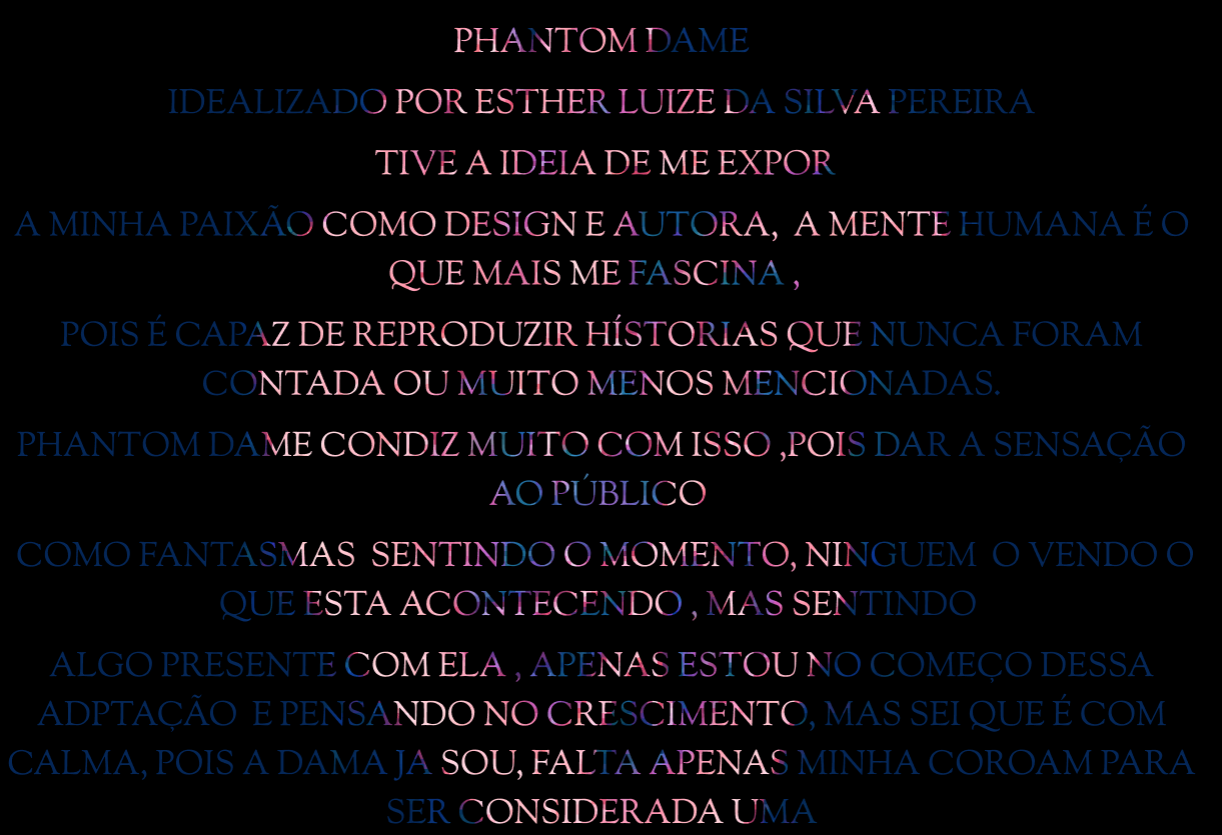 PHANTOM DAME
IDEALIZADO POR ESTHER LUIZE DA SILVA PEREIRA
TIVE A IDEIA DE ME EXPOR
A MINHA PAIXÃO COMO DESIGN E AUTORA, A MENTE HUMANA É O
QUE MAIS ME FASCINA ,
POIS É CAPAZ DE REPRODUZIR HÍSTORIAS QUE NUNCA FORAM
CONTADA OU MUITO MENOS MENCIONADAS.
PHANTOM DAME CONDIZ MUITO COM ISSO ,POIS DAR A SENSAÇÃO
AO PÚBLICO
COMO FANTASMAS SENTINDO O MOMENTO, NINGUEM O VENDO O
QUE ESTA ACONTECENDO , MAS SENTINDO
ALGO PRESENTE COM ELA , APENAS ESTOU NO COMEÇO DESSA
ADPTAÇÃO E PENSANDO NO CRESCIMENTO, MAS SEI QUE É COM
CALMA, POIS A DAMA JA SOU, FALTA APENAS MINHA COROAM PARA
SER CONSIDERADA UMA